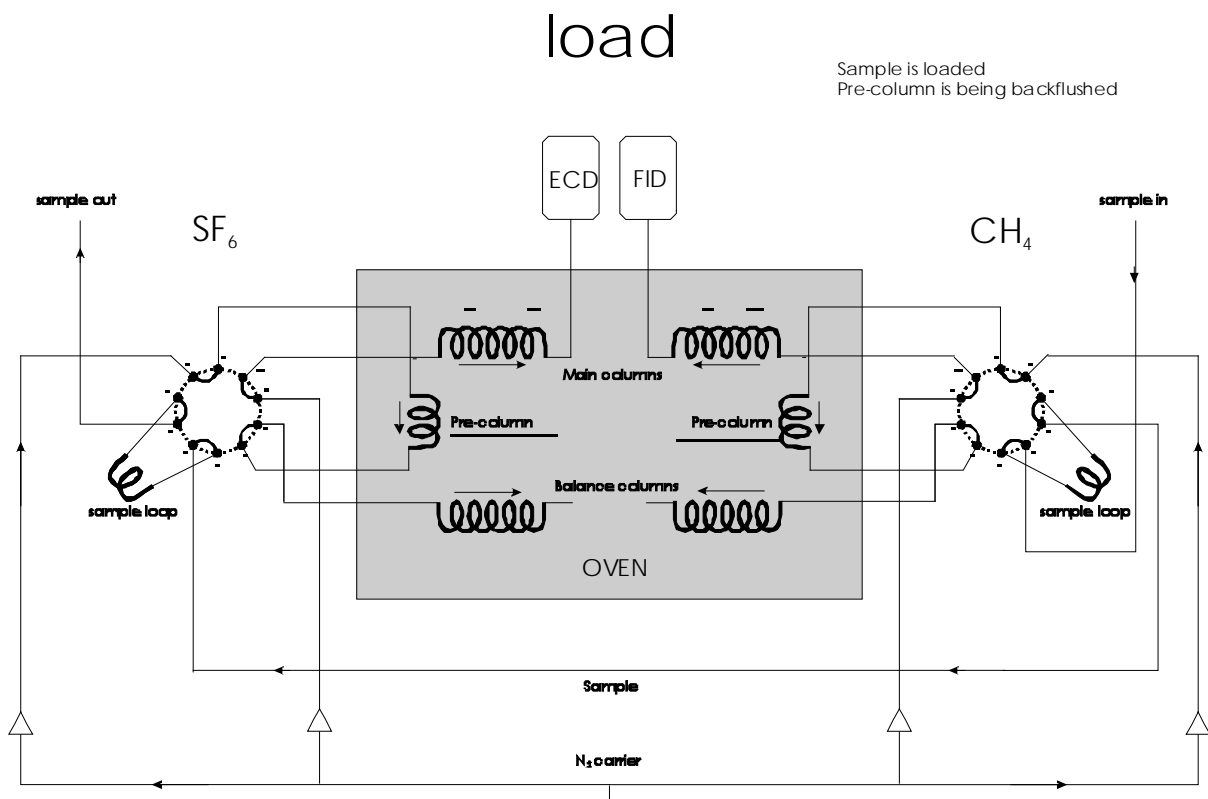 load
Sample is loaded
Pre-column is being backflushed
ECD
FID
sample out
sample in
SF₆
CH₄
Main columns
Pre-column
Pre-column
Balance columns
sample loop
sample loop
OVEN
Sample
N₂ carrier